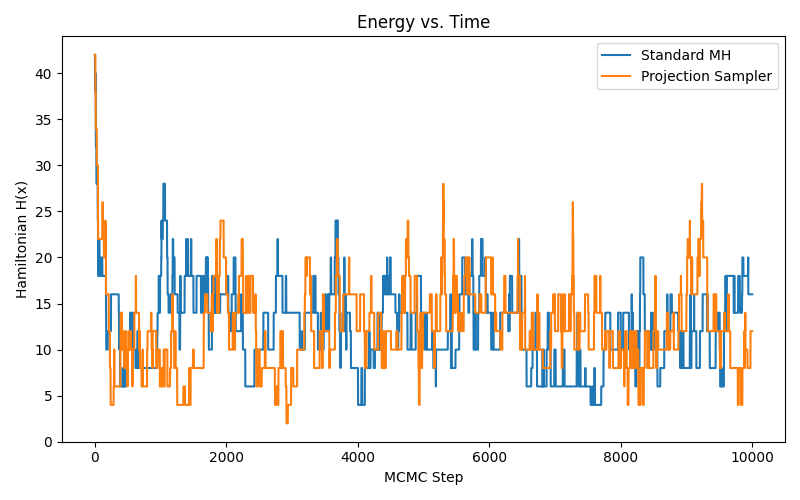 Energy vs. Time
Hamiltonian H(x)
40
35
30
25
20
15
10
5
0
Standard MH
Projection Sampler
0 2000 4000 6000 8000 10000
MCMC Step